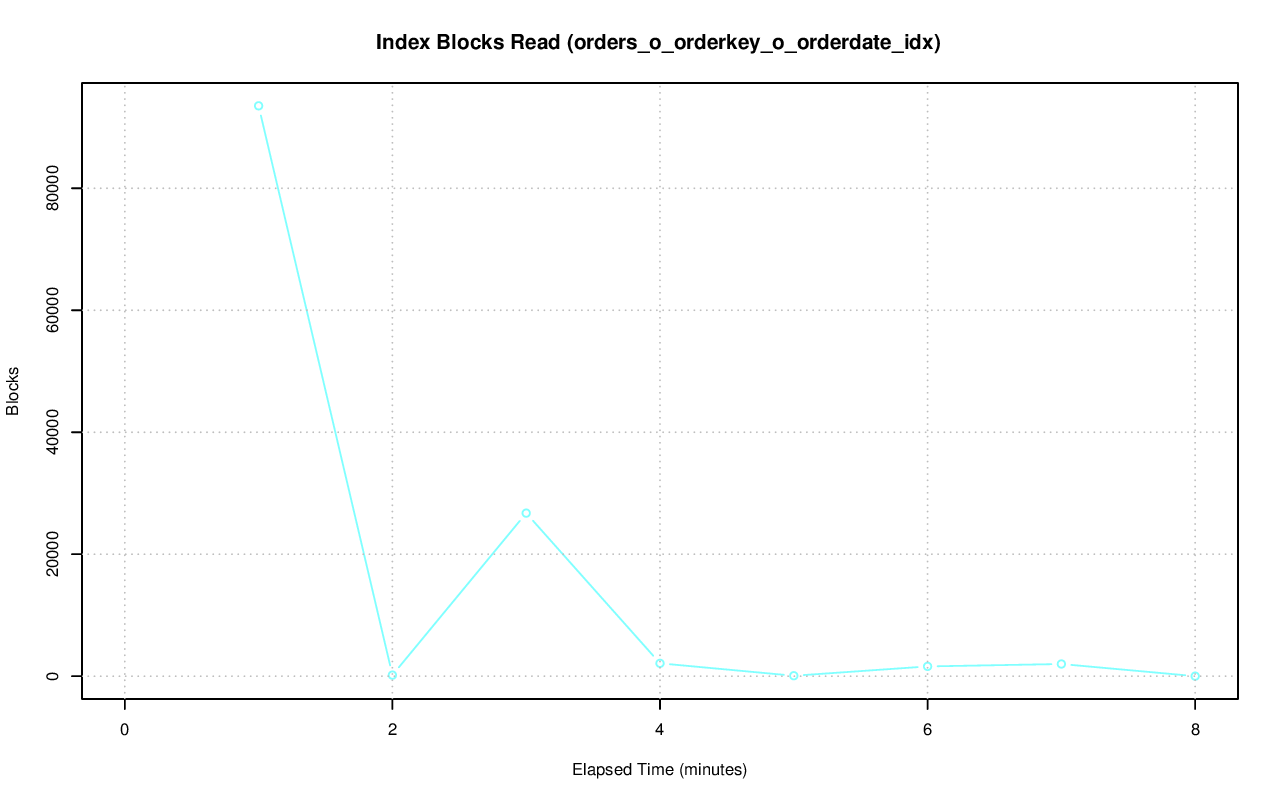 Index Blocks Read (orders_o_orderkey_o_orderdate_idx)
80000
60000
40000
20000
0
Blocks
0 2 4 6 8
Elapsed Time (minutes)